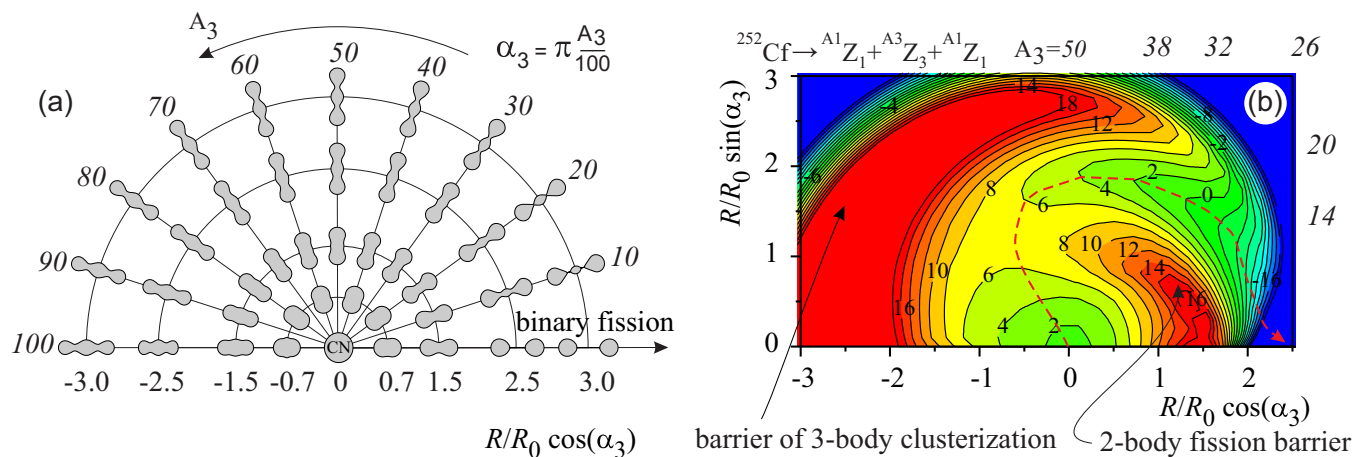 (a)
A₃
α₃ = π A₃/100
100
90
80
70
60
50
40
30
20
10
CN
binary fission
-3.0 -2.5 -1.5 -0.7 0 0.7 1.5 2.5 3.0
R/R₀ cos(α₃)
²⁵²Cf→ᴬ¹Z₁+ᴬ³Z₃+ᴬ¹Z₁ A₃=50 38 32 26
20
14
(b)
R/R₀ sin(α₃)
3
2
1
0
-4
14
18
12
-8
-2
-6
8
2
4
0
6
8 10 12
14
16
-16
10
6
4
2
16
-3 -2 -1 0 1 2
R/R₀ cos(α₃)
barrier of 3-body clusterization
2-body fission barrier